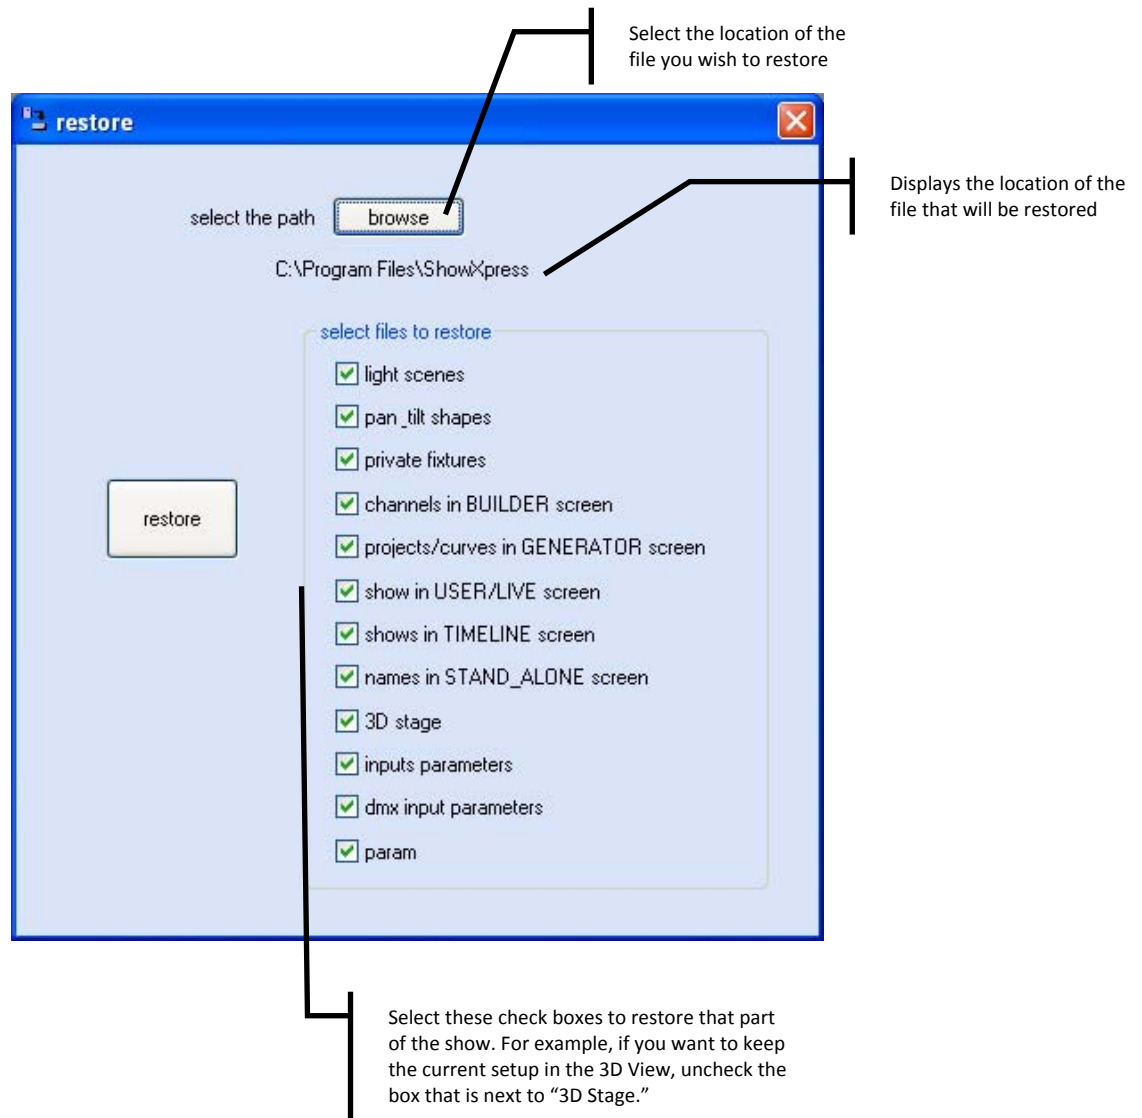 Select the location of the
file you wish to restore
restore
Displays the location of the
file that will be restored
select the path
browse
C:\Program Files\ShowXpress
select files to restore
light scenes
pan_tilt shapes
private fixtures
channels in BUILDER screen
projects/curves in GENERATOR screen
show in USER/LIVE screen
shows in TIMELINE screen
names in STAND_ALONE screen
3D stage
inputs parameters
dmx input parameters
param
restore
Select these check boxes to restore that part
of the show. For example, if you want to keep
the current setup in the 3D View, uncheck the
box that is next to “3D Stage.”